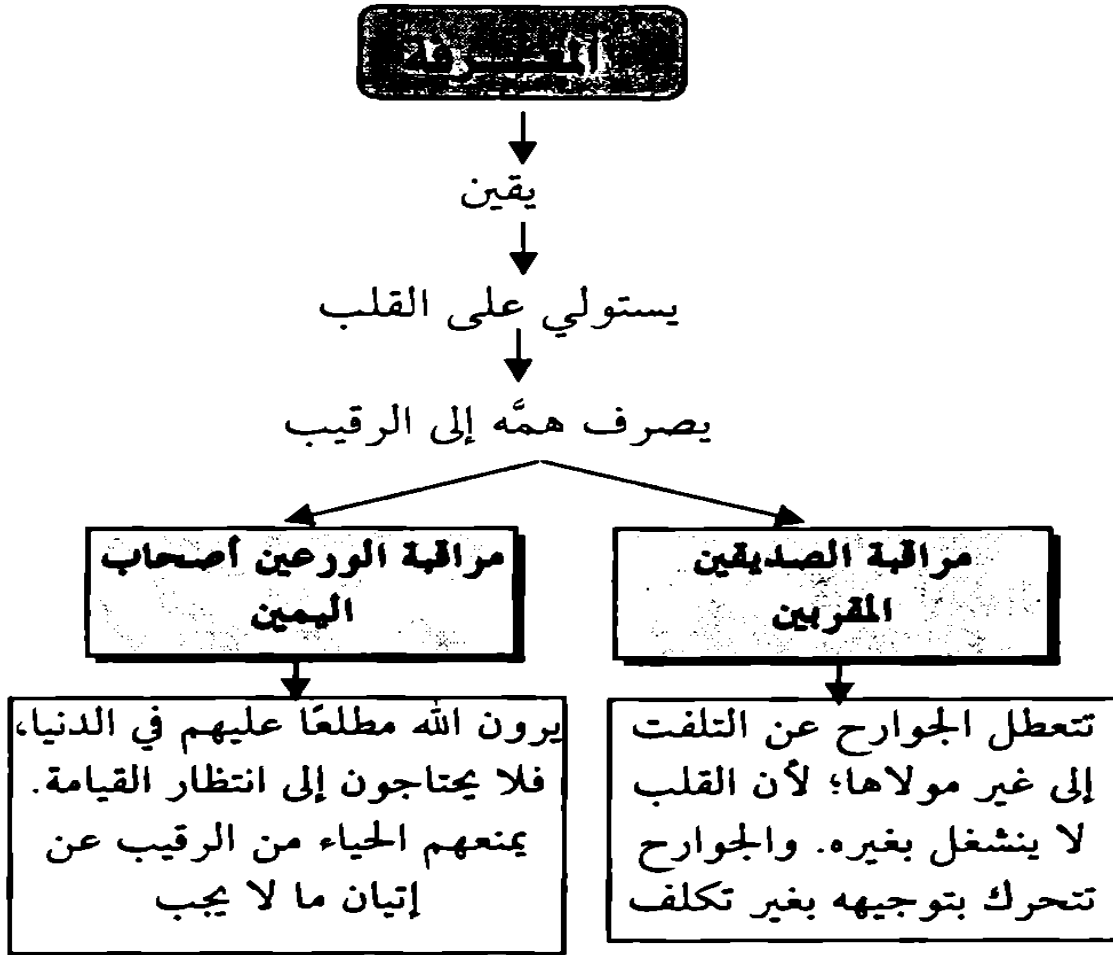 المعرفة
يقين
يستولي على القلب
يصرف همَّه إلى الرقيب
مراقبة الصديقين
المقربين
تتعطل الجوارح عن التلفت
إلى غير مولاها؛ لأن القلب
لا ينشغل بغيره. والجوارح
تتحرك بتوجيهه بغير تكلف
مراقبة الورعين أصحاب
اليمين
يرون الله مطلعًا عليهم في الدنيا،
فلا يحتاجون إلى انتظار القيامة.
يمنعهم الحياء من الرقيب عن
إتيان ما لا يجب